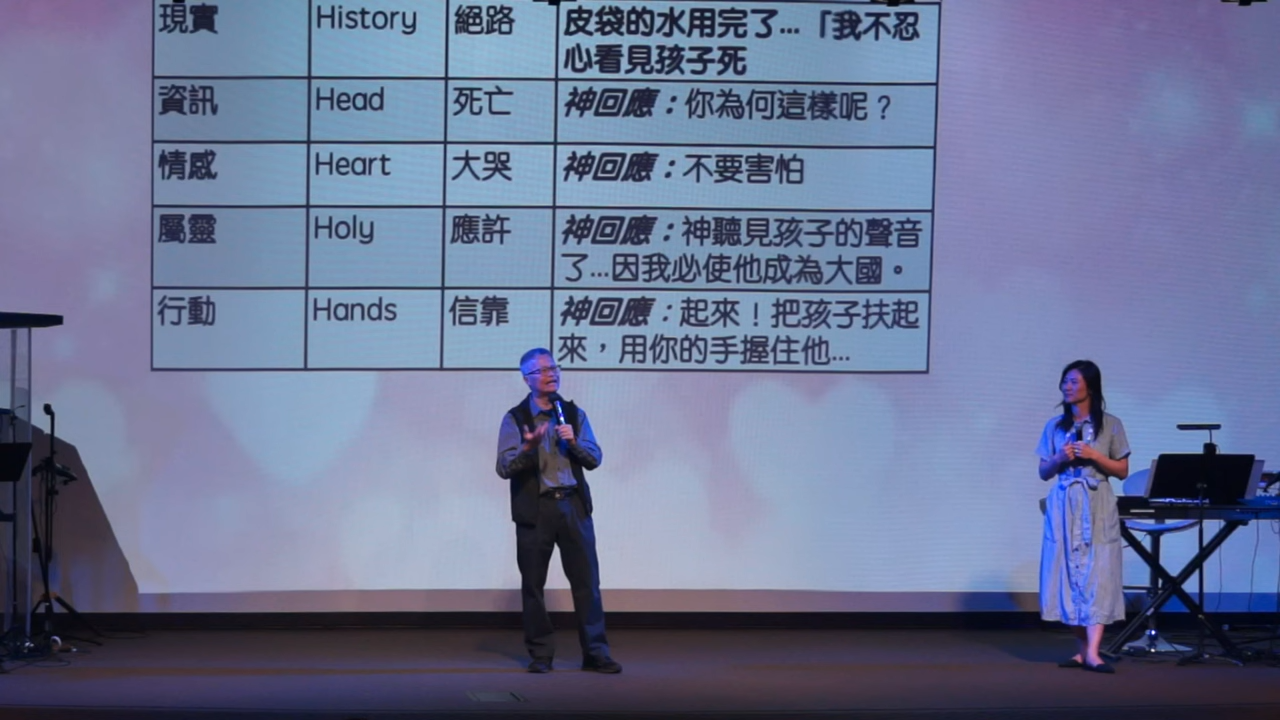 現實 History 絕路 皮袋的水用完了...「我不忍
心看見孩子死
資訊 Head 死亡 神回應：你為何這樣呢？
情感 Heart 大哭 神回應：不要害怕
屬靈 Holy 應許 神回應：神聽見孩子的聲音
了...因我必使他成為大國。
行動 Hands 信靠 神回應：起來！把孩子扶起
來，用你的手握住他...